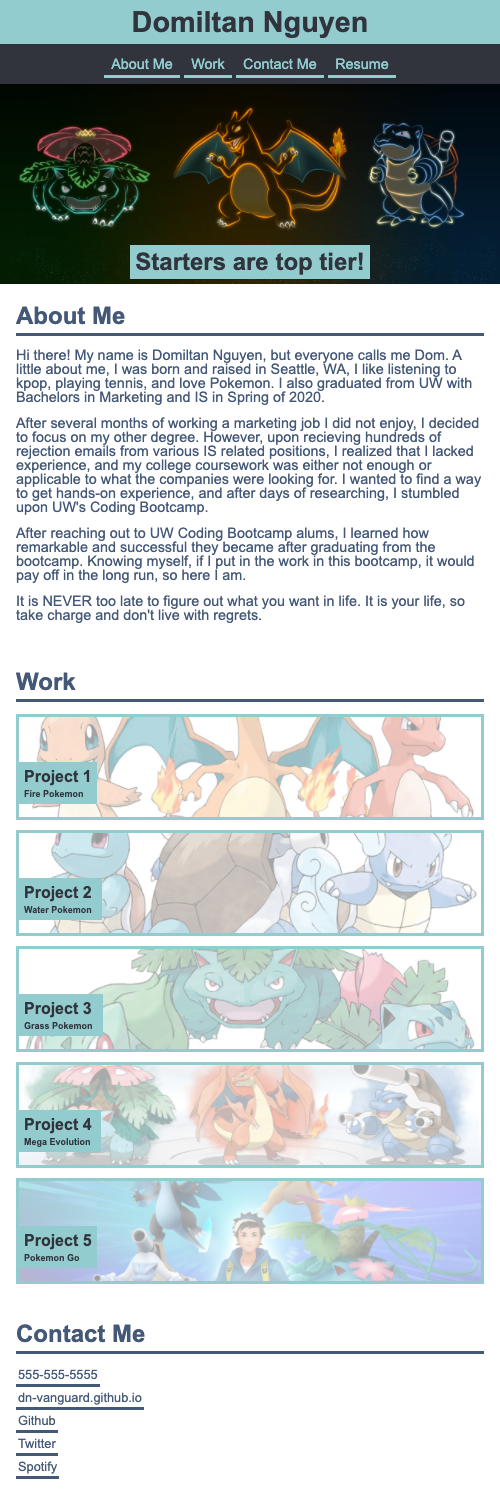 Domiltan Nguyen
About Me Work Contact Me Resume
Starters are top tier!
About Me
Hi there! My name is Domiltan Nguyen, but everyone calls me Dom. A
little about me, I was born and raised in Seattle, WA, I like listening to
kpop, playing tennis, and love Pokemon. I also graduated from UW with
Bachelors in Marketing and IS in Spring of 2020.
After several months of working a marketing job I did not enjoy, I decided
to focus on my other degree. However, upon recieving hundreds of
rejection emails from various IS related positions, I realized that I lacked
experience, and my college coursework was either not enough or
applicable to what the companies were looking for. I wanted to find a way
to get hands-on experience, and after days of researching, I stumbled
upon UW's Coding Bootcamp.
After reaching out to UW Coding Bootcamp alums, I learned how
remarkable and successful they became after graduating from the
bootcamp. Knowing myself, if I put in the work in this bootcamp, it would
pay off in the long run, so here I am.
It is NEVER too late to figure out what you want in life. It is your life, so
take charge and don't live with regrets.
Work
Project 1
Fire Pokemon
Project 2
Water Pokemon
Project 3
Grass Pokemon
Project 4
Mega Evolution
Project 5
Pokemon Go
Contact Me
555-555-5555
dn-vanguard.github.io
Github
Twitter
Spotify